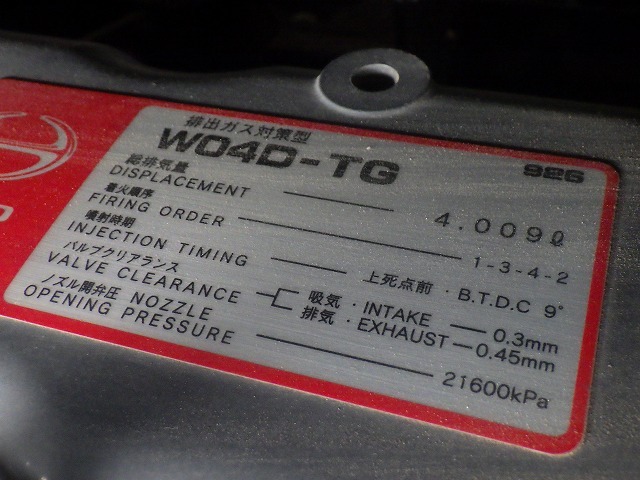 排出ガス対策型
W04D-TG 926
総排気量
DISPLACEMENT 4.009ℓ
着火順序
FIRING ORDER 1-3-4-2
噴射時期
INJECTION TIMING 上死点前・B.T.D.C 9°
バルブクリアランス
VALVE CLEARANCE 吸気・INTAKE 0.3mm
排気・EXHAUST 0.45mm
ノズル開弁圧 NOZZLE
OPENING PRESSURE 21600kPa